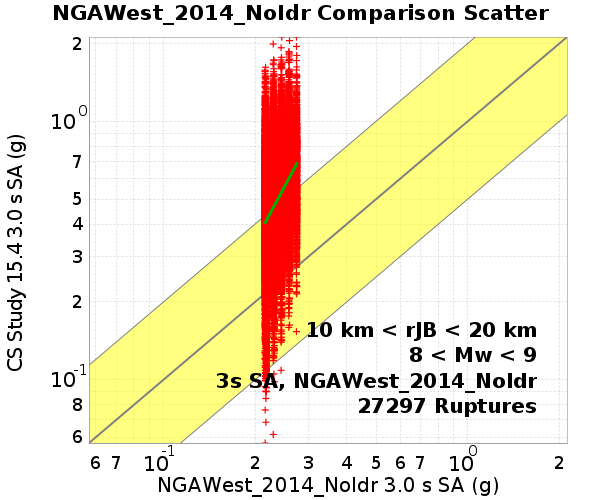 NGAWest_2014_NoIdr Comparison Scatter
CS Study 15.4 3.0 s SA (g)
2
10^0
7
5
4
3
2
10^-1
8
6
10 km < rJB < 20 km
8 < Mw < 9
3s SA, NGAWest_2014_NoIdr
27297 Ruptures
6 7 10^-1 2 3 4 5 6 7 10^0 2
NGAWest_2014_NoIdr 3.0 s SA (g)